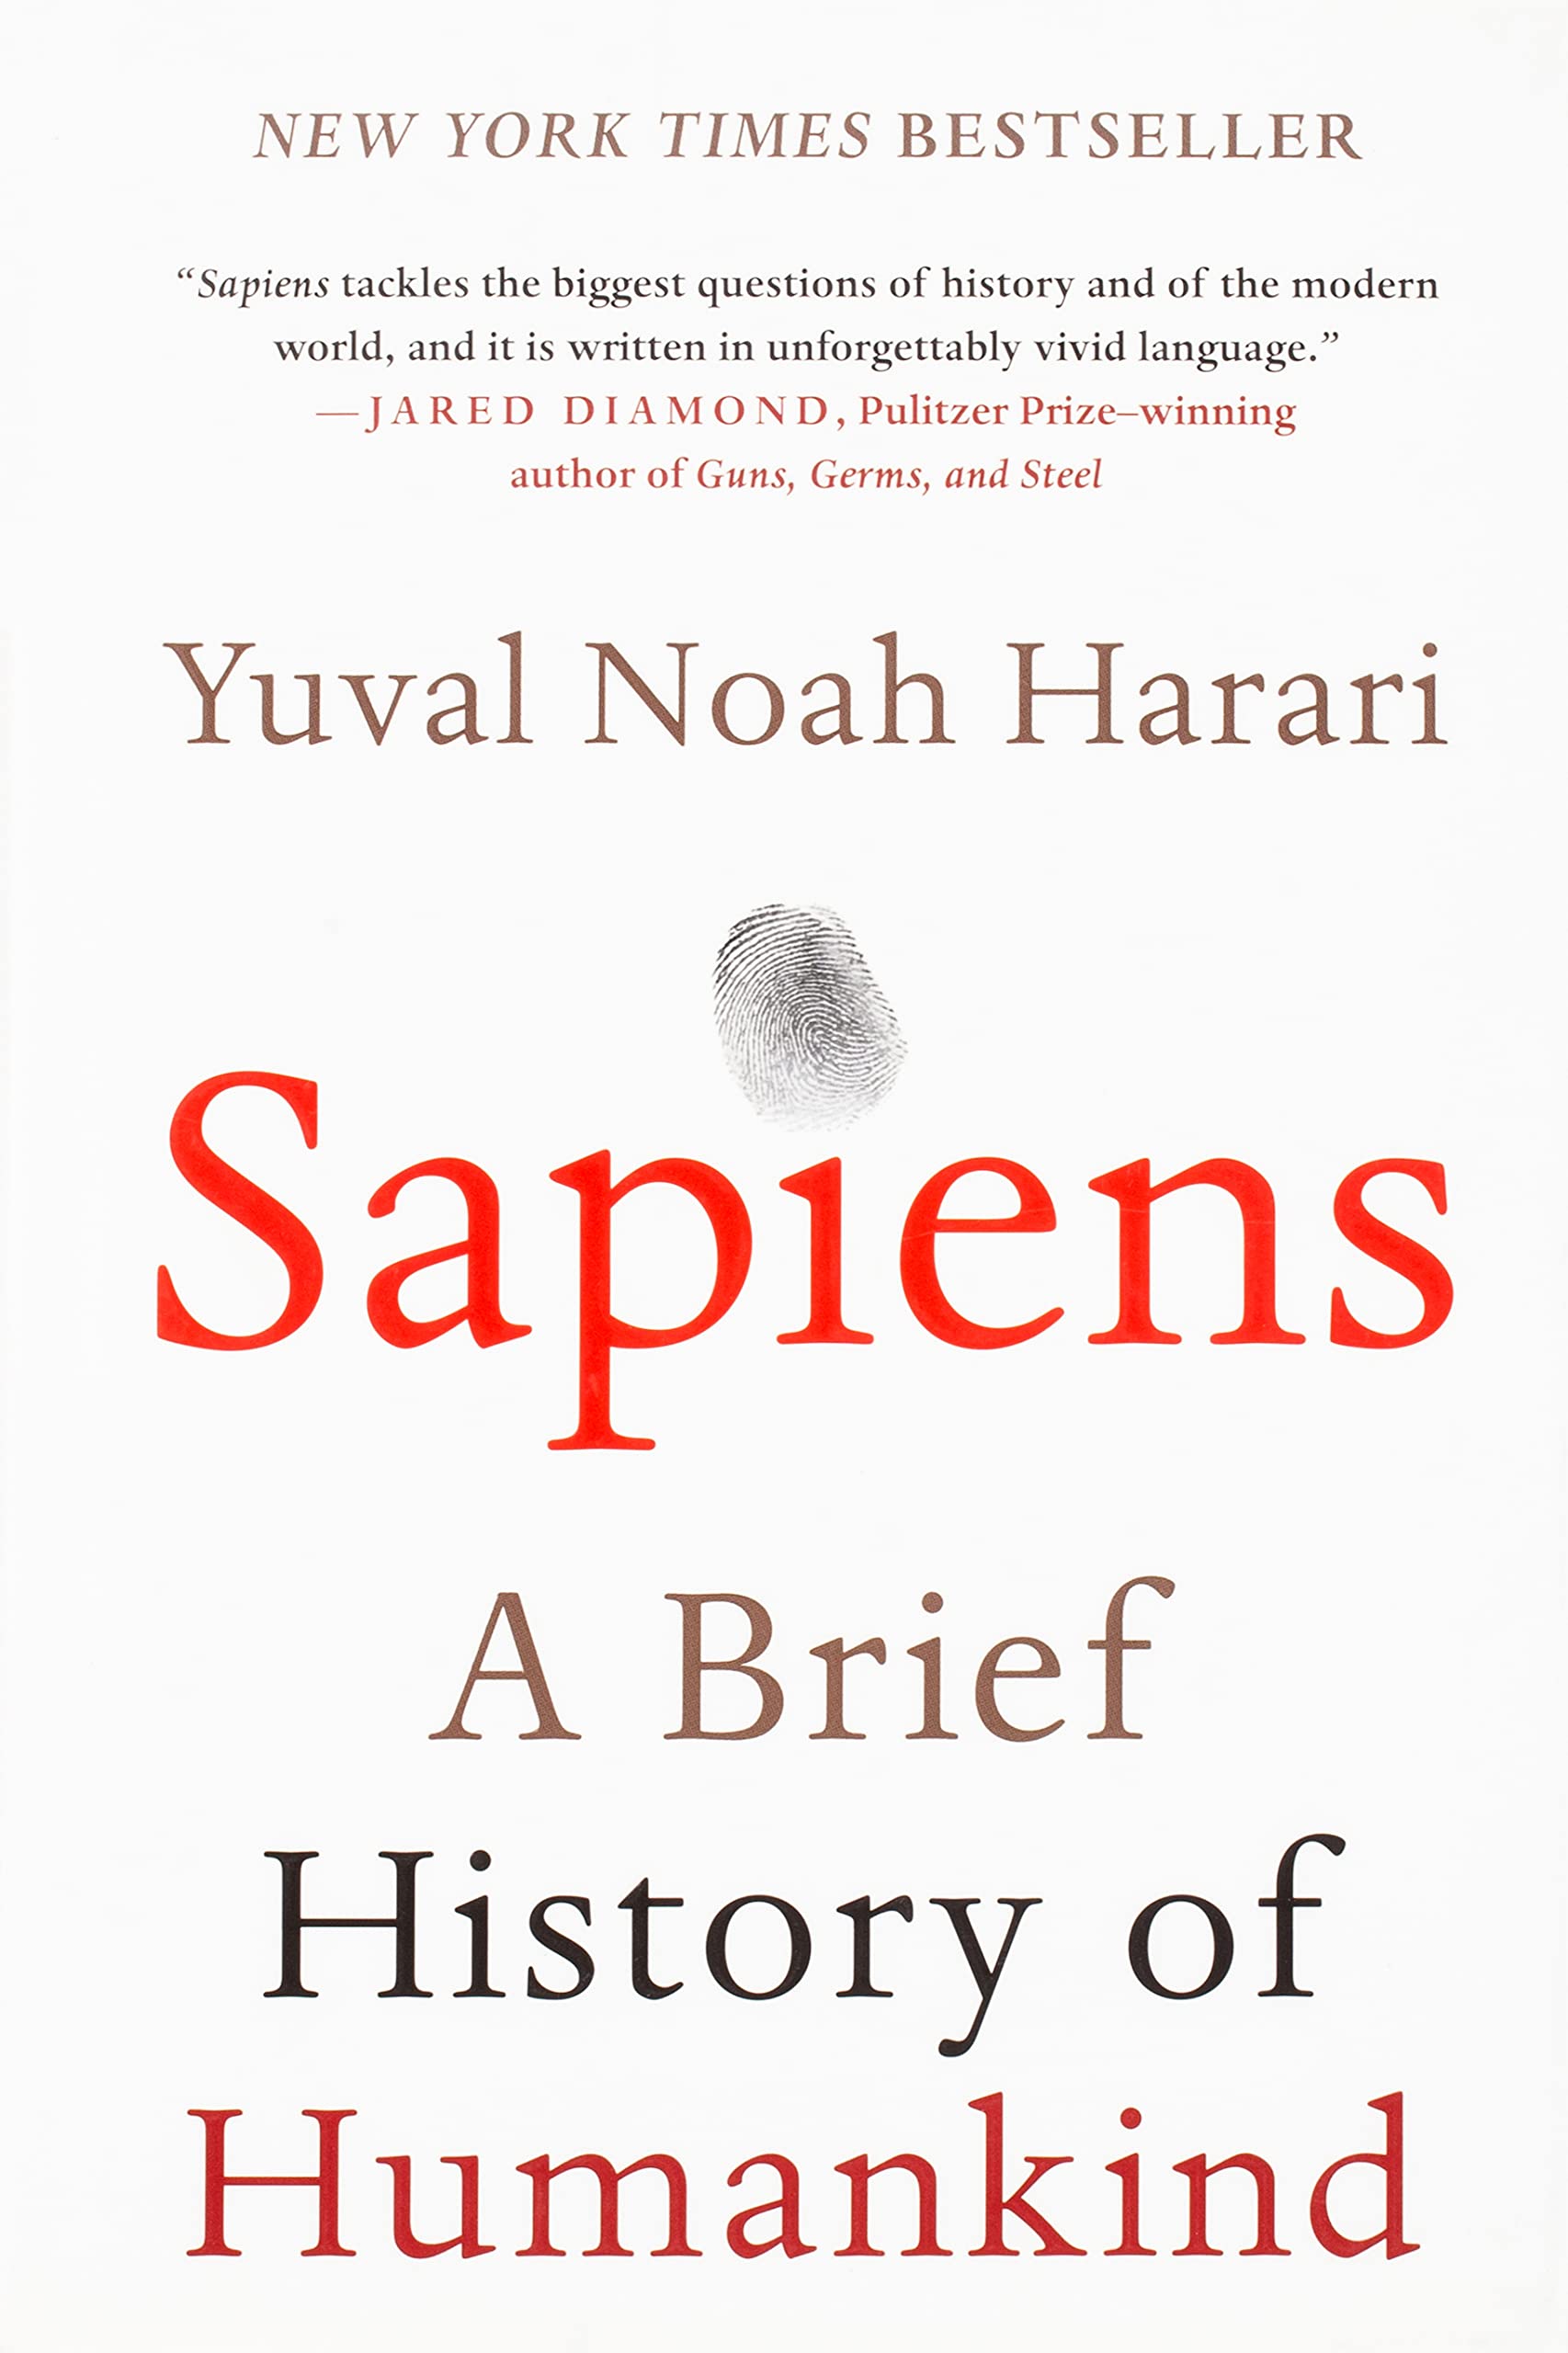 NEW YORK TIMES BESTSELLER
“Sapiens tackles the biggest questions of history and of the modern
world, and it is written in unforgettably vivid language.”
—JARED DIAMOND, Pulitzer Prize–winning
author of Guns, Germs, and Steel
Yuval Noah Harari
Sapiens
A Brief
History of
Humankind